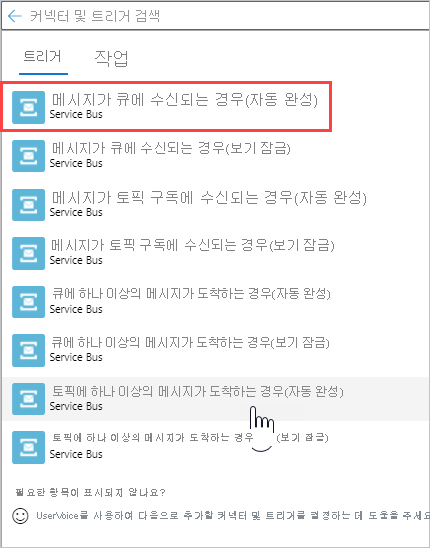 커넥터 및 트리거 검색
트리거 작업
메시지가 큐에 수신되는 경우(자동 완성)
Service Bus
메시지가 큐에 수신되는 경우(보기 잠금)
Service Bus
메시지가 토픽 구독에 수신되는 경우(자동 완성)
Service Bus
메시지가 토픽 구독에 수신되는 경우(보기 잠금)
Service Bus
큐에 하나 이상의 메시지가 도착하는 경우(자동 완성)
Service Bus
큐에 하나 이상의 메시지가 도착하는 경우(보기 잠금)
Service Bus
토픽에 하나 이상의 메시지가 도착하는 경우(자동 완성)
Service Bus
토픽에 하나 이상의 메시지가 도착하는 경우 (보기 잠금)
Service Bus
필요한 항목이 표시되지 않나요?
UserVoice를 사용하여 다음으로 추가할 커넥터 및 트리거를 결정하는 데 도움을 주세요